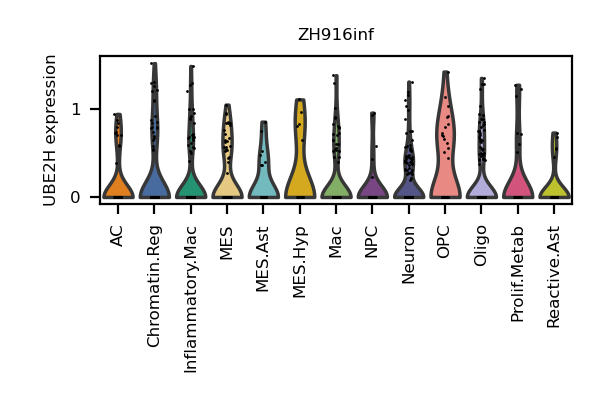 ZH916inf
UBE2H expression
1
0
AC
Chromatin.Reg
Inflammatory.Mac
MES
MES.Ast
MES.Hyp
Mac
NPC
Neuron
OPC
Oligo
Prolif.Metab
Reactive.Ast